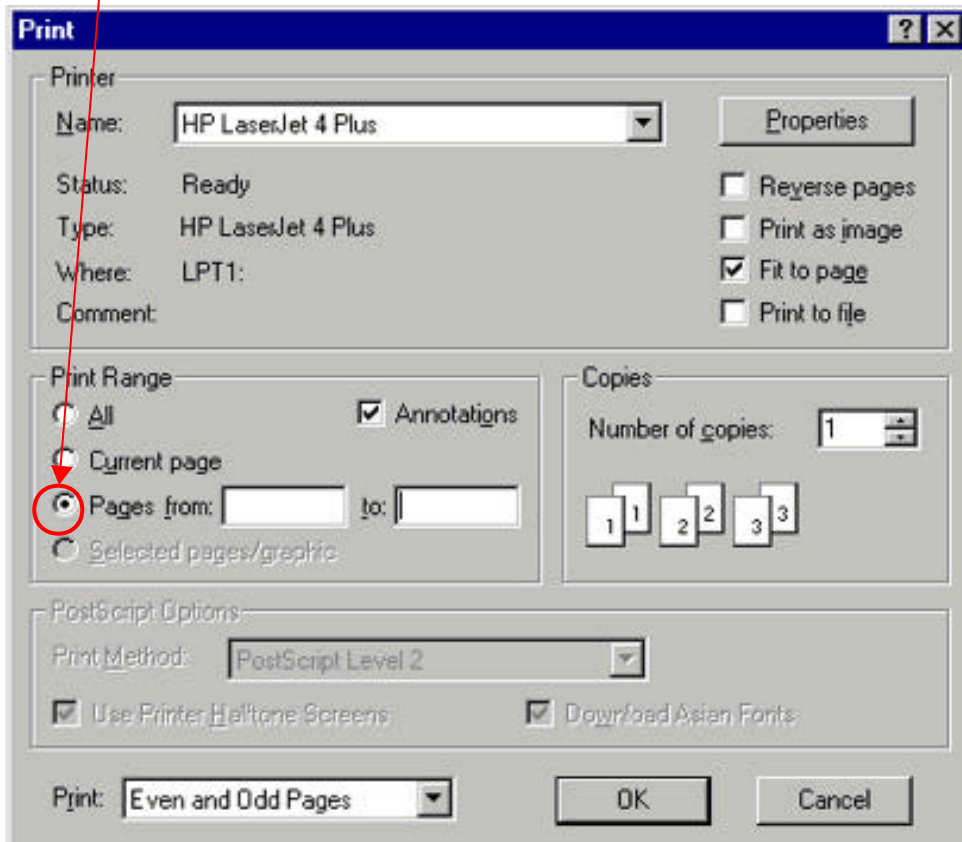 Print
Printer
Name: HP LaserJet 4 Plus Properties
Status: Ready Reverse pages
Type: HP LaserJet 4 Plus Print as image
Where: LPT1: Fit to page
Comment: Print to file
Print Range
All Annotations
Current page
Pages from: to:
Selected pages/graphic
Copies
Number of copies: 1
1 1 2 2 3 3
PostScript Options
Print Method: PostScript Level 2
Use Printer Halftone Screens Download Asian Fonts
Print: Even and Odd Pages OK Cancel